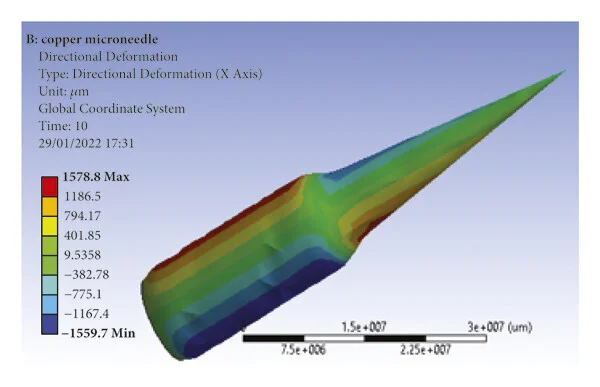 B: copper microneedle
Directional Deformation
Type: Directional Deformation (X Axis)
Unit: µm
Global Coordinate System
Time: 10
29/01/2022 17:31
1578.8 Max
1186.5
794.17
401.85
9.5358
−382.78
−775.1
−1167.4
−1559.7 Min
0 1.5e+007 3e+007 (um)
7.5e+006 2.25e+007